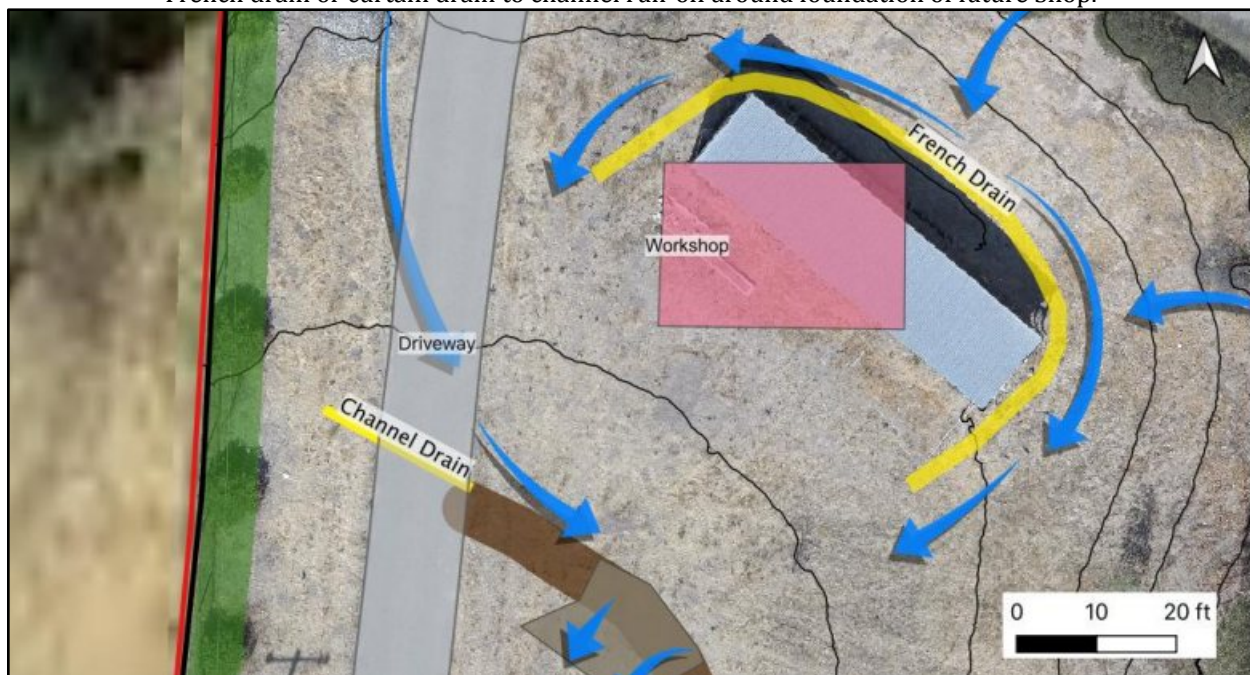 French drain or curtain drain to channel run-on around foundation of future shop.
French Drain
Workshop
Driveway
Channel Drain
0 10 20 ft